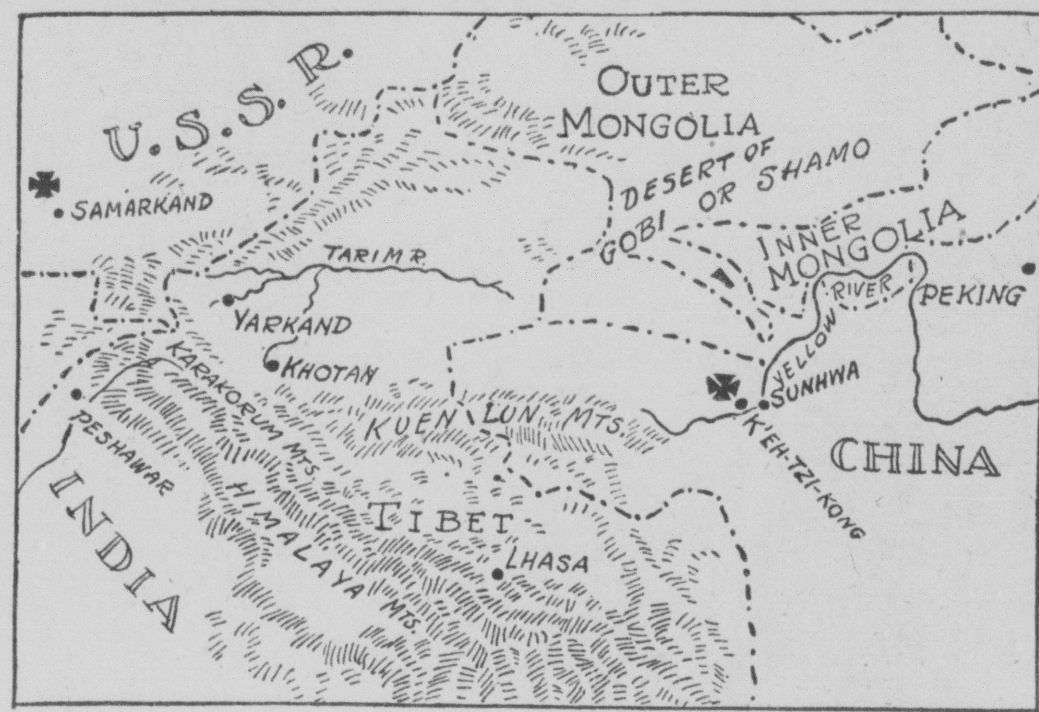 U.S.S.R.
OUTER
MONGOLIA
SAMARKAND
DESERT OF
GOBI OR SHAMO
INNER
MONGOLIA
TARIM R.
YARKAND
KHOTAN
YELLOW RIVER
PEKING
KARAKORUM MTS.
KUEN LUN MTS.
SUNHWA
K'EH-TZI-KONG
PESHAWAR
CHINA
INDIA
HIMALAYA MTS.
TIBET
LHASA